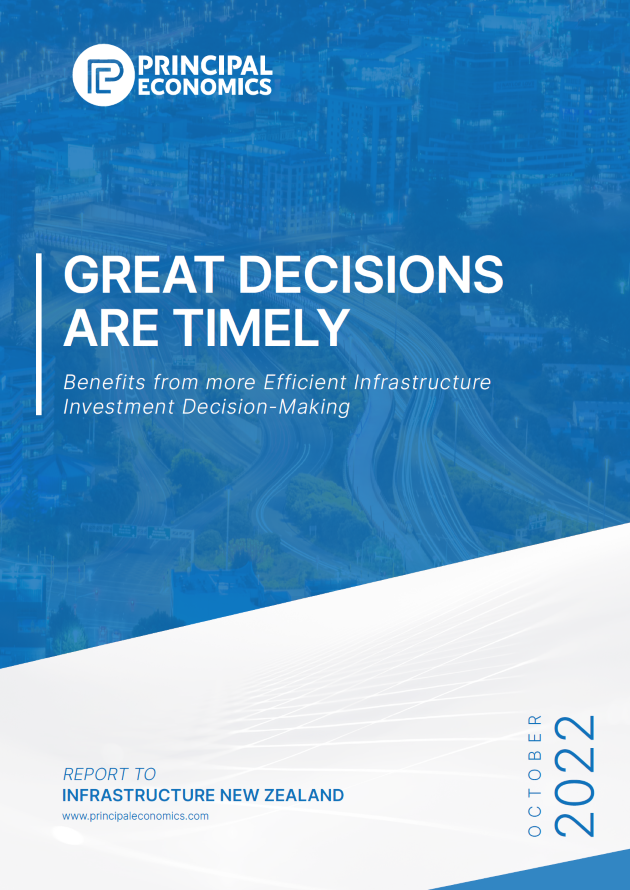 PRINCIPAL
ECONOMICS
GREAT DECISIONS
ARE TIMELY
Benefits from more Efficient Infrastructure
Investment Decision-Making
REPORT TO
INFRASTRUCTURE NEW ZEALAND
www.principaleconomics.com
OCTOBER
2022